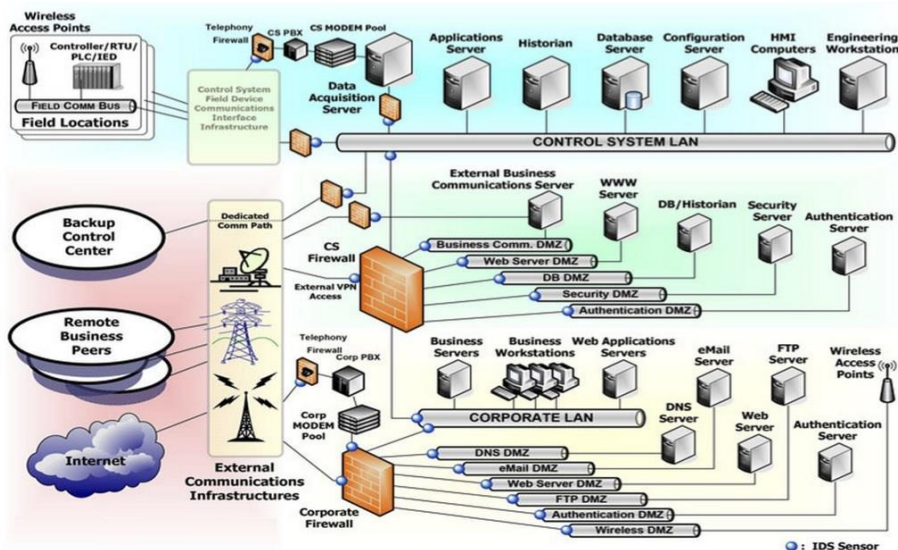 Wireless
Access Points
Controller/RTU/
PLC/IED
FIELD COMM BUS
Field Locations
Telephony
Firewall
CS PBX
CS MODEM Pool
Control System
Field Device
Communications
Interface
Infrastructure
Data
Acquisition
Server
Applications
Server
Historian
Database
Server
Configuration
Server
HMI
Computers
Engineering
Workstation
CONTROL SYSTEM LAN
Backup
Control
Center
Dedicated
Comm Path
External Business
Communications Server
WWW
Server
DB/Historian
Security
Server
Authentication
Server
CS
Firewall
External VPN
Access
Business Comm. DMZ
Web Server DMZ
DB DMZ
Security DMZ
Authentication DMZ
Remote
Business
Peers
Telephony
Firewall
Corp PBX
Corp
MODEM
Pool
Business
Servers
Business
Workstations
Web Applications
Servers
eMail
Server
FTP
Server
Wireless
Access
Points
CORPORATE LAN
DNS
Server
Web
Server
Authentication
Server
Internet
External
Communications
Infrastructures
Corporate
Firewall
DNS DMZ
eMail DMZ
Web Server DMZ
FTP DMZ
Authentication DMZ
Wireless DMZ
: IDS Sensor